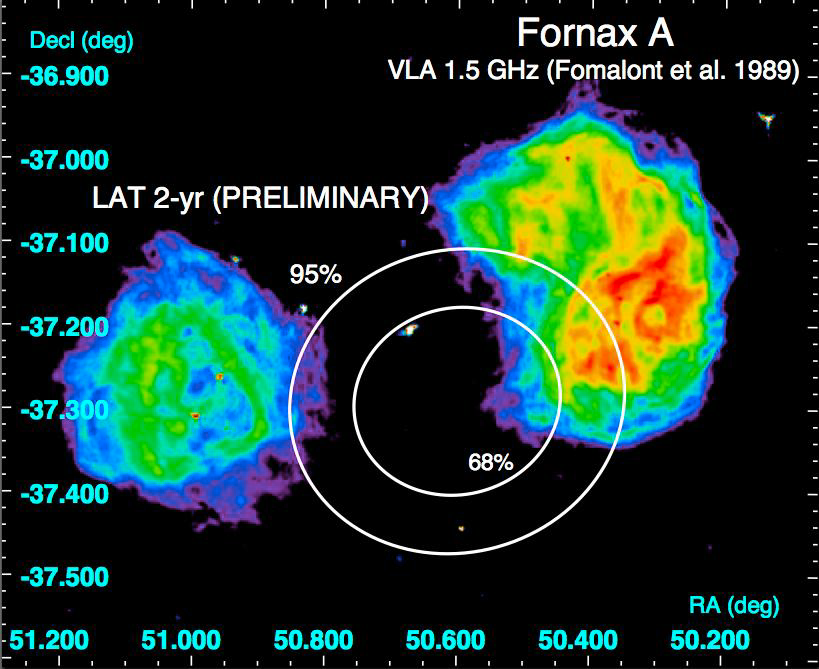 Decl (deg)
Fornax A
VLA 1.5 GHz (Fomalont et al. 1989)
-36.900
-37.000
LAT 2-yr (PRELIMINARY)
-37.100
95%
-37.200
-37.300
68%
-37.400
-37.500
RA (deg)
51.200 51.000 50.800 50.600 50.400 50.200